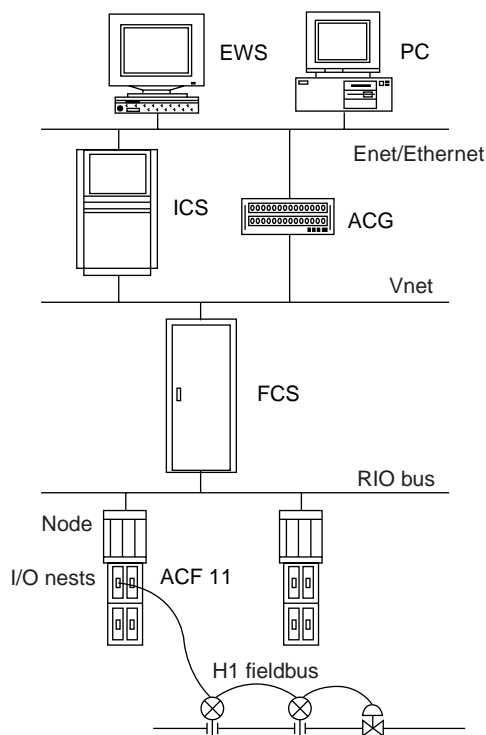 EWS
PC
Enet/Ethernet
ICS
ACG
Vnet
FCS
RIO bus
Node
I/O nests
ACF 11
H1 fieldbus